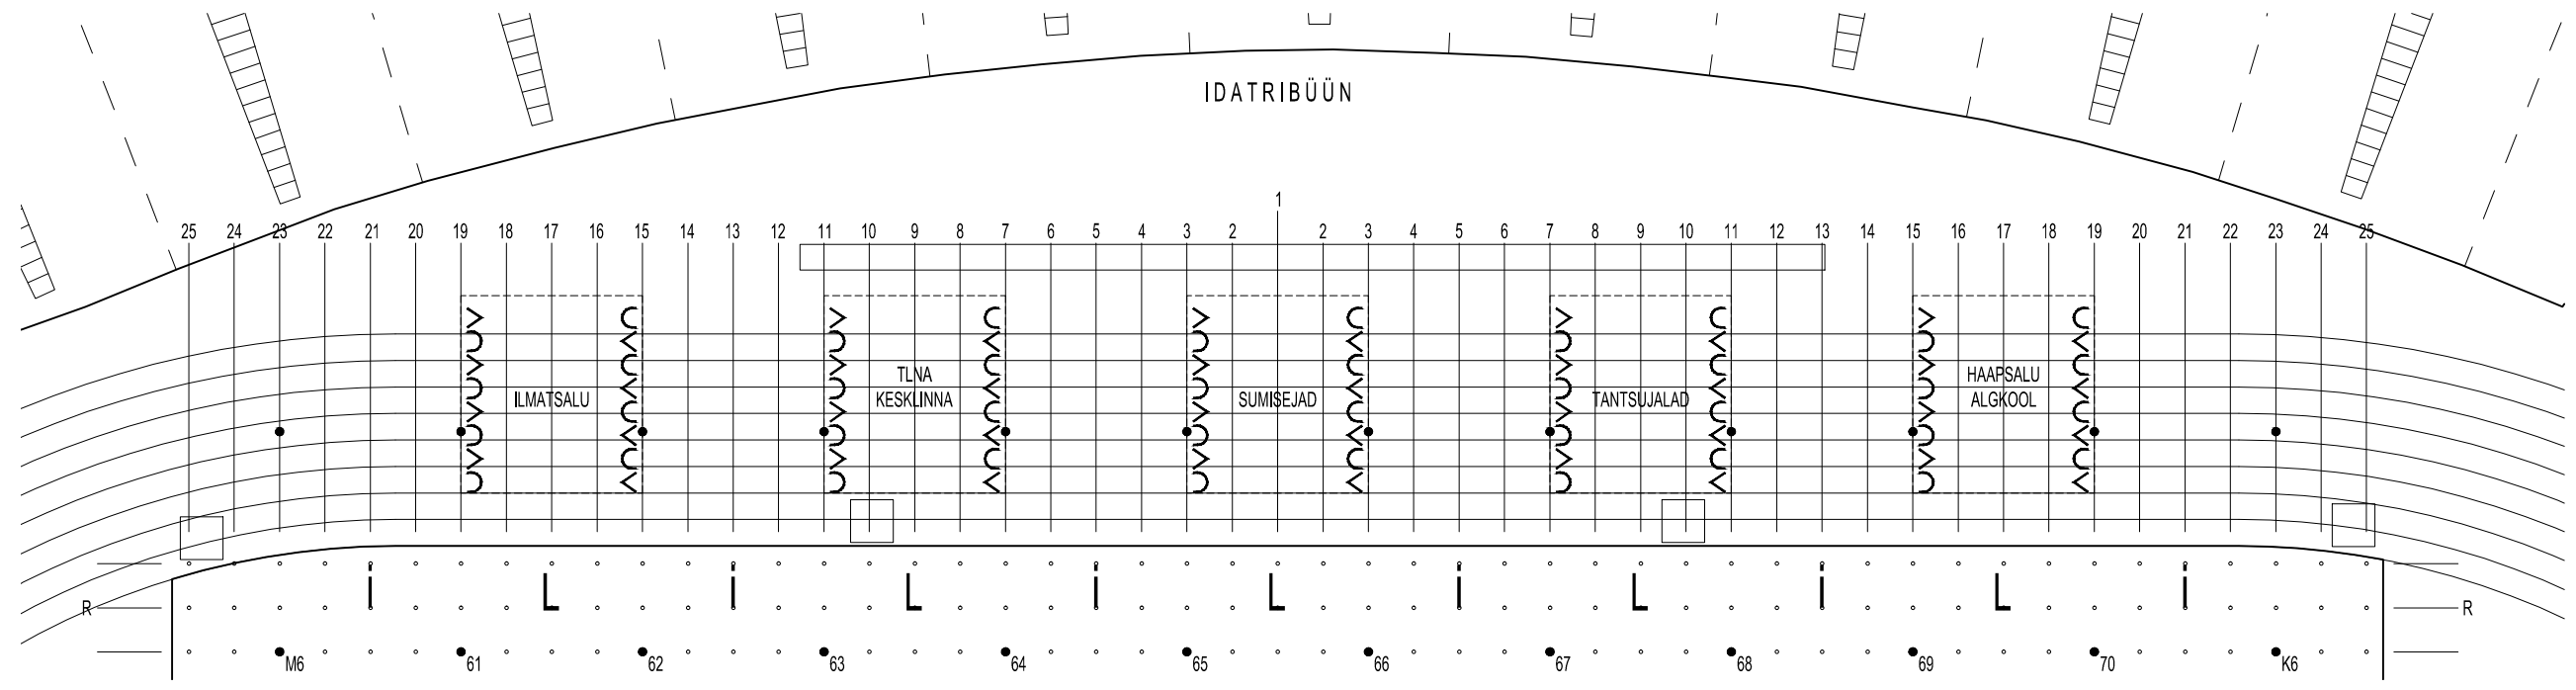 IDATRIBÜÜN
1
25 24 23 22 21 20 19 18 17 16 15 14 13 12 11 10 9 8 7 6 5 4 3 2 2 3 4 5 6 7 8 9 10 11 12 13 14 15 16 17 18 19 20 21 22 23 24 25
ILMATSALU
TLNA
KESKLINNA
SUMISEJAD
TANTSUJALAD
HAAPSALU
ALGKOOL
i L i L i L i L i L i
R R
M6 61 62 63 64 65 66 67 68 69 70 K6